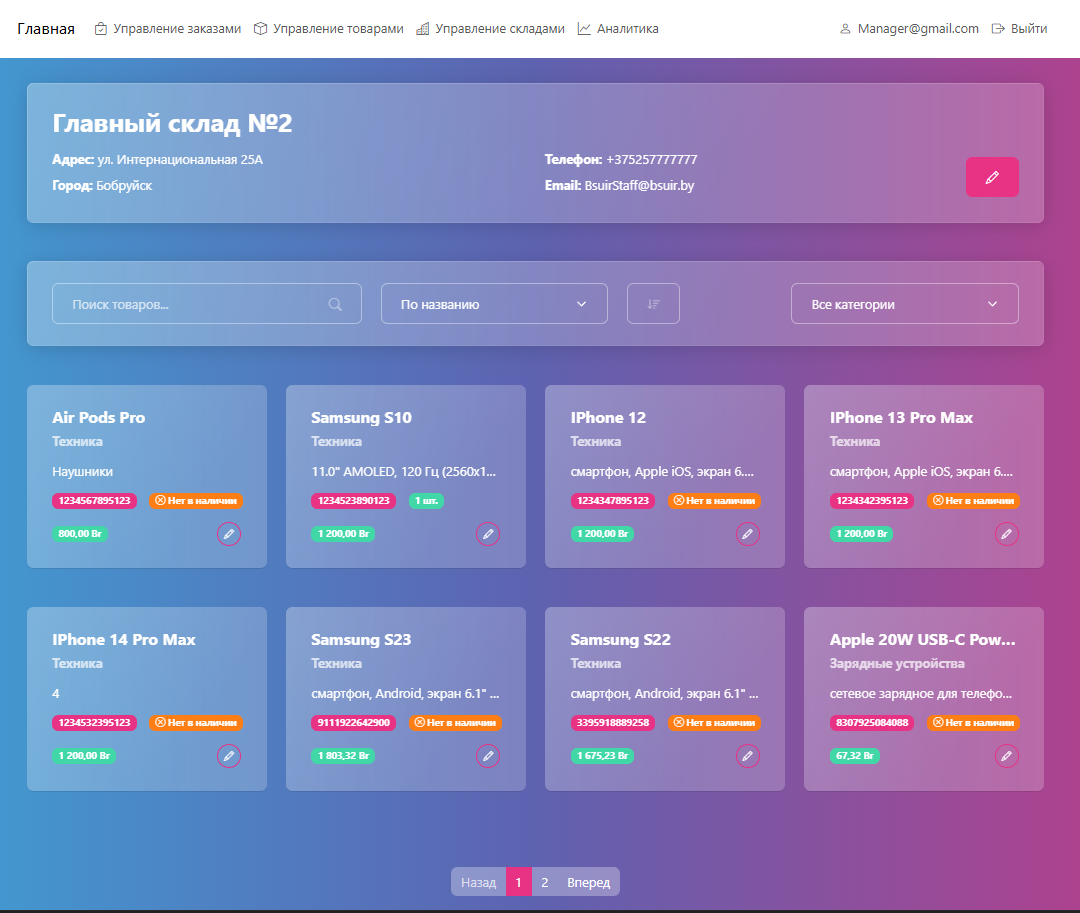 Главная Управление заказами Управление товарами Управление складами Аналитика Manager@gmail.com Выйти
Главный склад №2
Адрес: ул. Интернациональная 25А Телефон: +375257777777
Город: Бобруйск Email: BsuirStaff@bsuir.by
Поиск товаров... По названию Все категории
Air Pods Pro Samsung S10 IPhone 12 IPhone 13 Pro Max
Техника Техника Техника Техника
Наушники 11.0" AMOLED, 120 Гц (2560x1... смартфон, Apple iOS, экран 6.... смартфон, Apple iOS, экран 6....
1234567895123 Нет в наличии 1234523890123 1 шт. 1234347895123 Нет в наличии 1234342395123 Нет в наличии
800,00 Br 1 200,00 Br 1 200,00 Br 1 200,00 Br
IPhone 14 Pro Max Samsung S23 Samsung S22 Apple 20W USB-C Pow...
Техника Техника Техника Зарядные устройства
4 смартфон, Android, экран 6.1" ... смартфон, Android, экран 6.1" ... сетевое зарядное для телефо...
1234532395123 Нет в наличии 9111922642900 Нет в наличии 3395918889258 Нет в наличии 8307925084088 Нет в наличии
1 200,00 Br 1 803,32 Br 1 675,23 Br 67,32 Br
Назад 1 2 Вперед